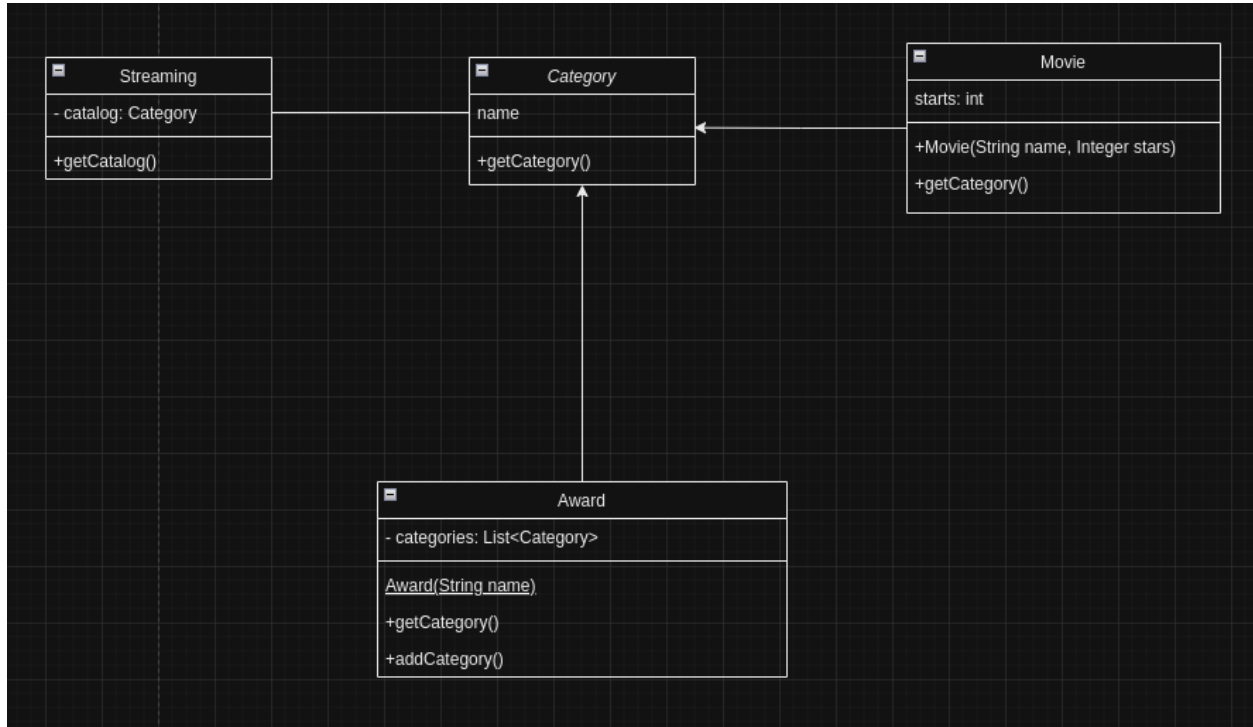 Streaming
- catalog: Category
+getCatalog()
Category
name
+getCategory()
Movie
starts: int
+Movie(String name, Integer stars)
+getCategory()
Award
- categories: List<Category>
Award(String name)
+getCategory()
+addCategory()